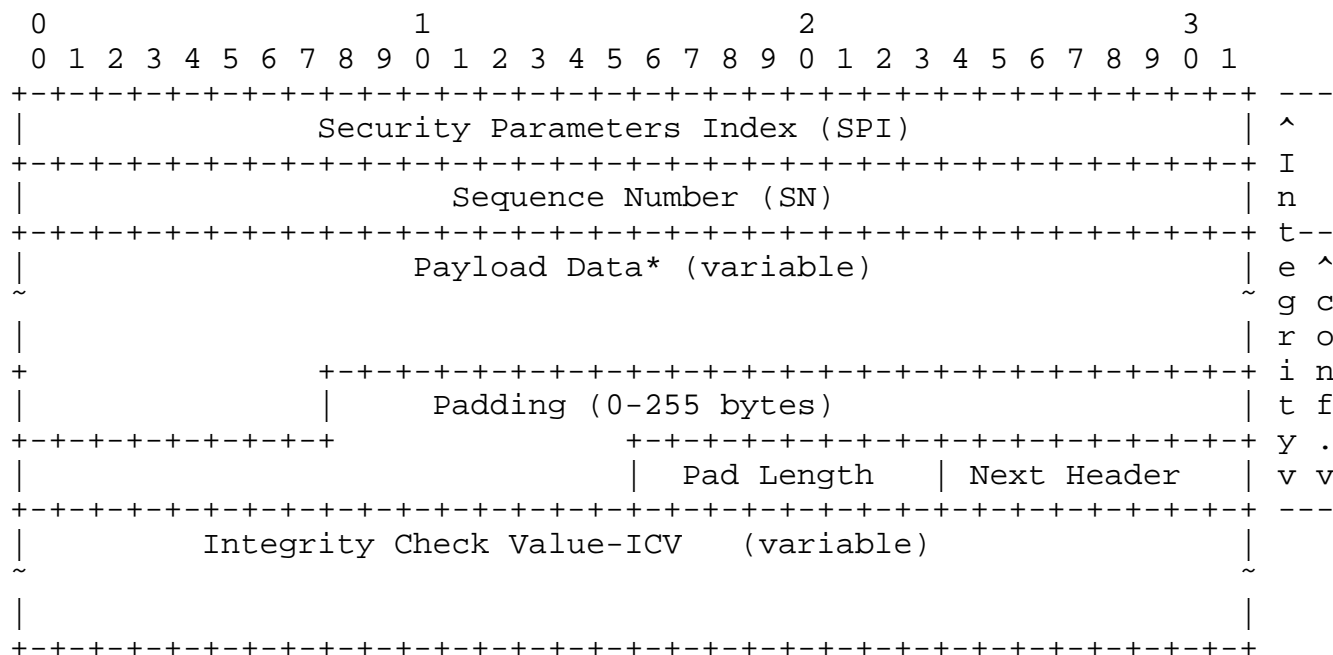 0                   1                   2                   3
 0 1 2 3 4 5 6 7 8 9 0 1 2 3 4 5 6 7 8 9 0 1 2 3 4 5 6 7 8 9 0 1
+-+-+-+-+-+-+-+-+-+-+-+-+-+-+-+-+-+-+-+-+-+-+-+-+-+-+-+-+-+-+-+-+ ---
|               Security Parameters Index (SPI)                 | ^
+-+-+-+-+-+-+-+-+-+-+-+-+-+-+-+-+-+-+-+-+-+-+-+-+-+-+-+-+-+-+-+-+ I
|                      Sequence Number (SN)                     | n
+-+-+-+-+-+-+-+-+-+-+-+-+-+-+-+-+-+-+-+-+-+-+-+-+-+-+-+-+-+-+-+-+ t--
|                    Payload Data* (variable)                   | e ^
~                                                               ~ g c
|                                                               | r o
+               +-+-+-+-+-+-+-+-+-+-+-+-+-+-+-+-+-+-+-+-+-+-+-+-+ i n
|               |     Padding (0-255 bytes)                     | t f
+-+-+-+-+-+-+-+-+               +-+-+-+-+-+-+-+-+-+-+-+-+-+-+-+-+ y .
|                               |  Pad Length   | Next Header   | v v
+-+-+-+-+-+-+-+-+-+-+-+-+-+-+-+-+-+-+-+-+-+-+-+-+-+-+-+-+-+-+-+-+ ---
|         Integrity Check Value-ICV   (variable)                |
~                                                               ~
|                                                               |
+-+-+-+-+-+-+-+-+-+-+-+-+-+-+-+-+-+-+-+-+-+-+-+-+-+-+-+-+-+-+-+-+